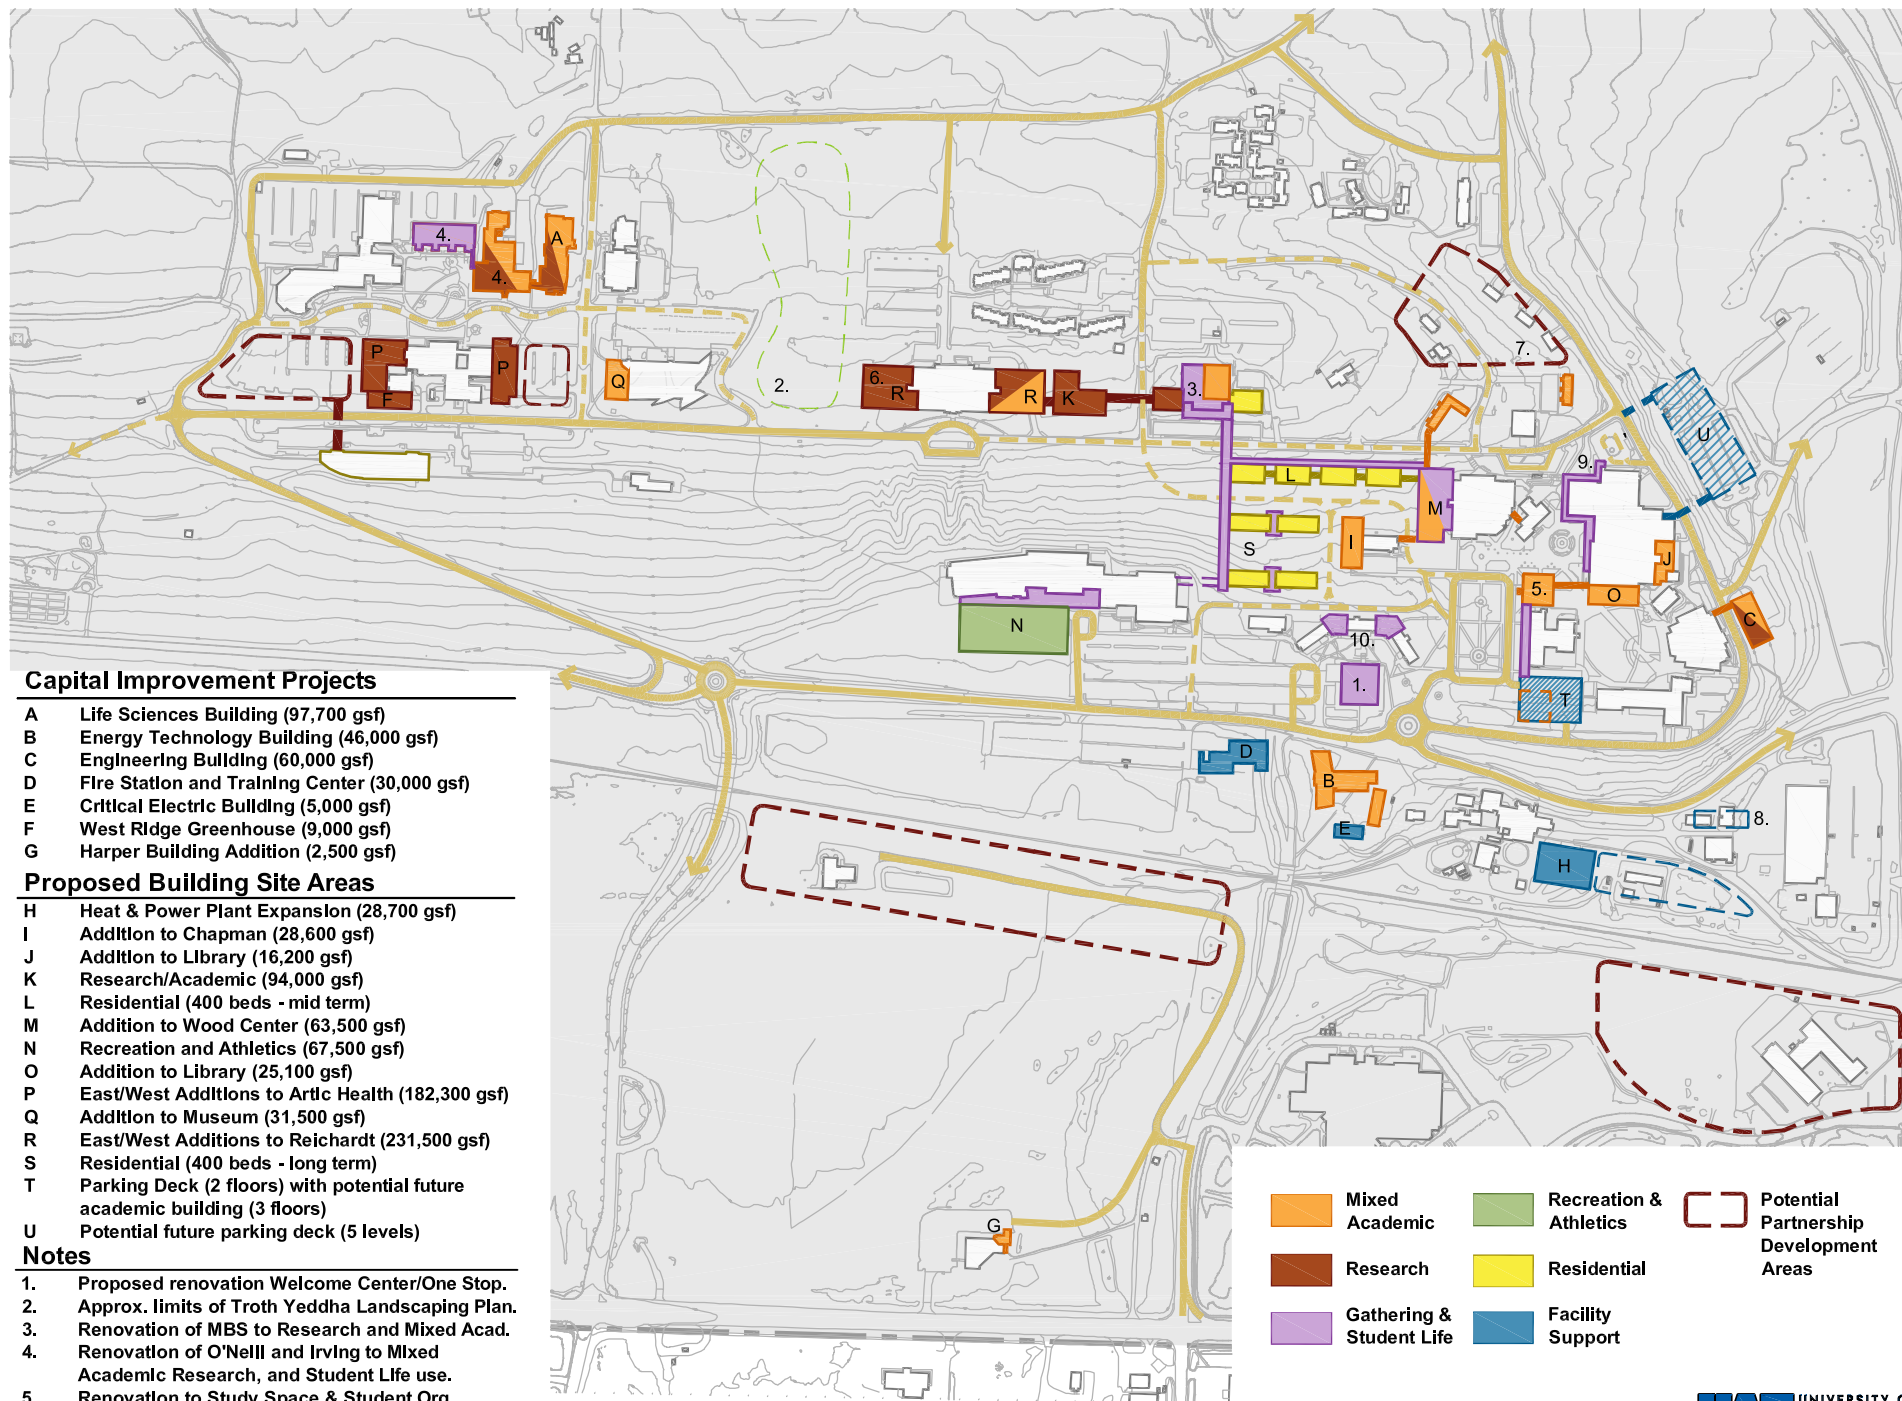 A
4.
4.
P
P
F
Q
2.
6.
R
R
K
3.
7.
U
9.
L
M
S
I
J
5.
O
C
N
10.
1.
T
D
B
E
8.
H
G
Capital Improvement Projects
A Life Sciences Building (97,700 gsf)
B Energy Technology Building (46,000 gsf)
C Engineering Building (60,000 gsf)
D Fire Station and Training Center (30,000 gsf)
E Critical Electric Building (5,000 gsf)
F West Ridge Greenhouse (9,000 gsf)
G Harper Building Addition (2,500 gsf)
Proposed Building Site Areas
H Heat & Power Plant Expansion (28,700 gsf)
I Addition to Chapman (28,600 gsf)
J Addition to Library (16,200 gsf)
K Research/Academic (94,000 gsf)
L Residential (400 beds - mid term)
M Addition to Wood Center (63,500 gsf)
N Recreation and Athletics (67,500 gsf)
O Addition to Library (25,100 gsf)
P East/West Additions to Artic Health (182,300 gsf)
Q Addition to Museum (31,500 gsf)
R East/West Additions to Reichardt (231,500 gsf)
S Residential (400 beds - long term)
T Parking Deck (2 floors) with potential future
academic building (3 floors)
U Potential future parking deck (5 levels)
Notes
1. Proposed renovation Welcome Center/One Stop.
2. Approx. limits of Troth Yeddha Landscaping Plan.
3. Renovation of MBS to Research and Mixed Acad.
4. Renovation of O'Neill and Irving to Mixed
Academic Research, and Student Life use.
5. Renovation to Study Space & Student Org
Mixed
Academic
Research
Gathering &
Student Life
Recreation &
Athletics
Residential
Facility
Support
Potential
Partnership
Development
Areas
UNIVERSITY